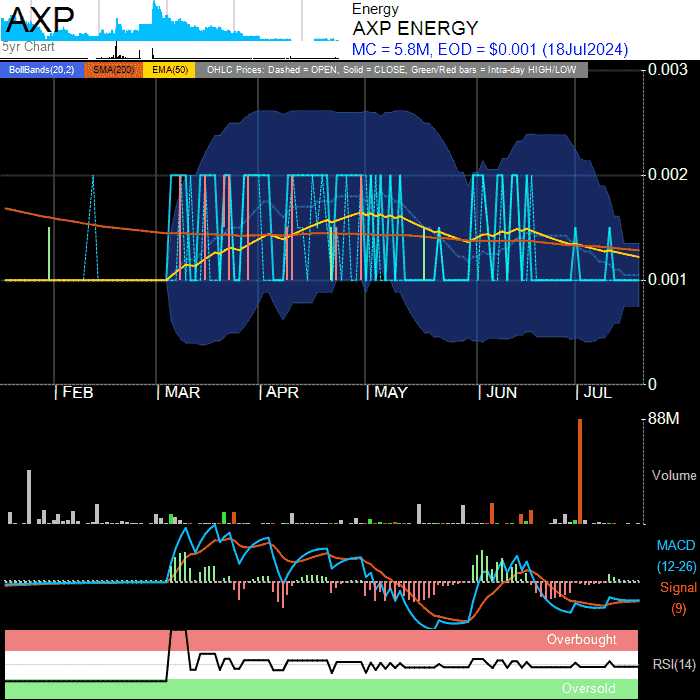 AXP
5yr Chart
Energy
AXP ENERGY
MC = 5.8M, EOD = $0.001 (18Jul2024)
BollBands(20,2) SMA(200) EMA(50) OHLC Prices: Dashed = OPEN, Solid = CLOSE, Green/Red bars = Intra-day HIGH/LOW
0.003
0.002
0.001
0
| FEB | MAR | APR | MAY | JUN | JUL
88M
Volume
MACD
(12-26)
Signal
(9)
Overbought
RSI(14)
Oversold